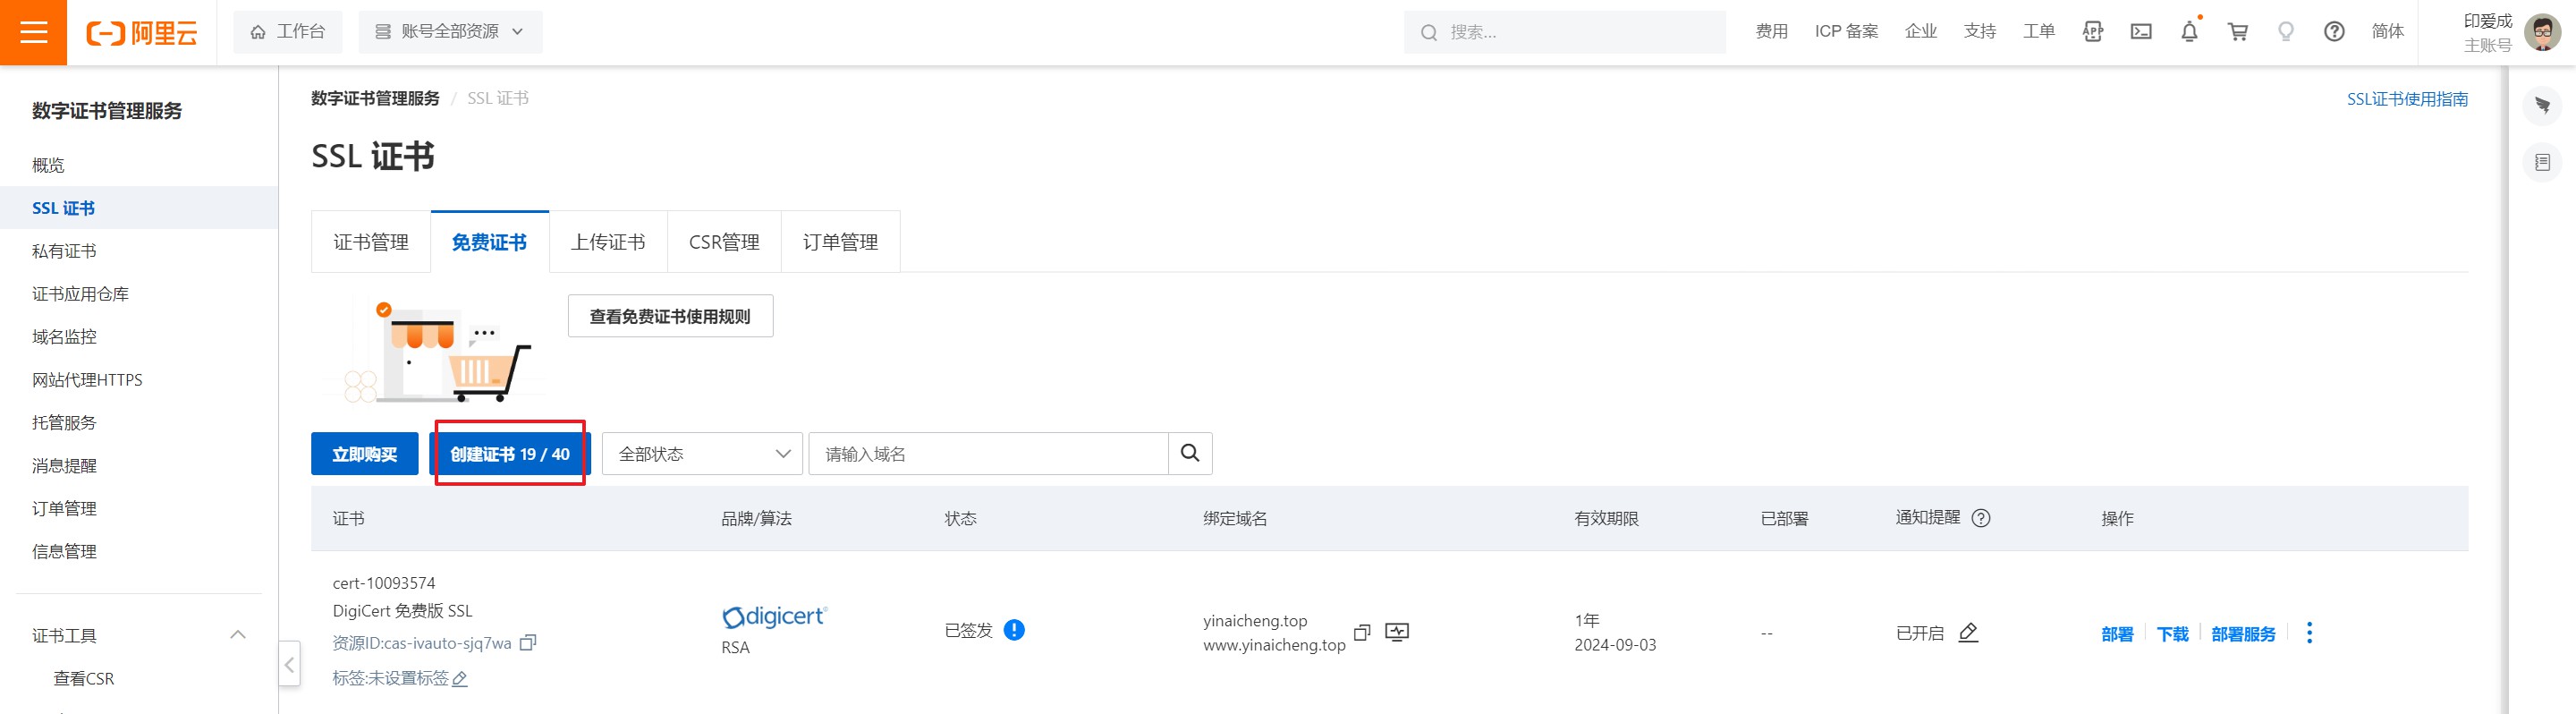 阿里云
工作台
账号全部资源
搜索...
费用
ICP 备案
企业
支持
工单
APP
简体
印爱成
主账号
数字证书管理服务
概览
SSL 证书
私有证书
证书应用仓库
域名监控
网站代理HTTPS
托管服务
消息提醒
订单管理
信息管理
证书工具
查看CSR
数字证书管理服务 / SSL 证书
SSL证书使用指南
SSL 证书
证书管理
免费证书
上传证书
CSR管理
订单管理
查看免费证书使用规则
立即购买
创建证书 19 / 40
全部状态
请输入域名
证书
品牌/算法
状态
绑定域名
有效期限
已部署
通知提醒
操作
cert-10093574
DigiCert 免费版 SSL
资源ID:cas-ivauto-sjq7wa
标签:未设置标签
digicert
RSA
已签发
yinaicheng.top
www.yinaicheng.top
1年
2024-09-03
--
已开启
部署
下载
部署服务